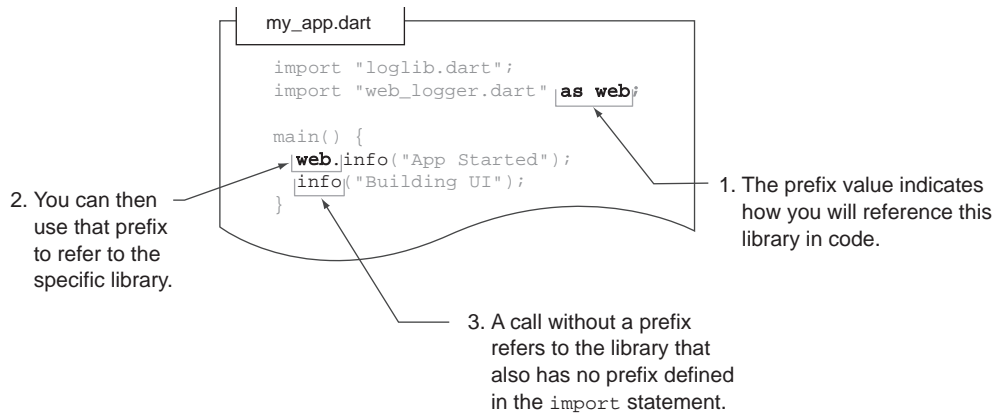 my_app.dart
import "loglib.dart";
import "web_logger.dart" as web;
main() {
web.info("App Started");
info("Building UI");
}
1. The prefix value indicates
how you will reference this
library in code.
2. You can then
use that prefix
to refer to the
specific library.
3. A call without a prefix
refers to the library that
also has no prefix defined
in the import statement.